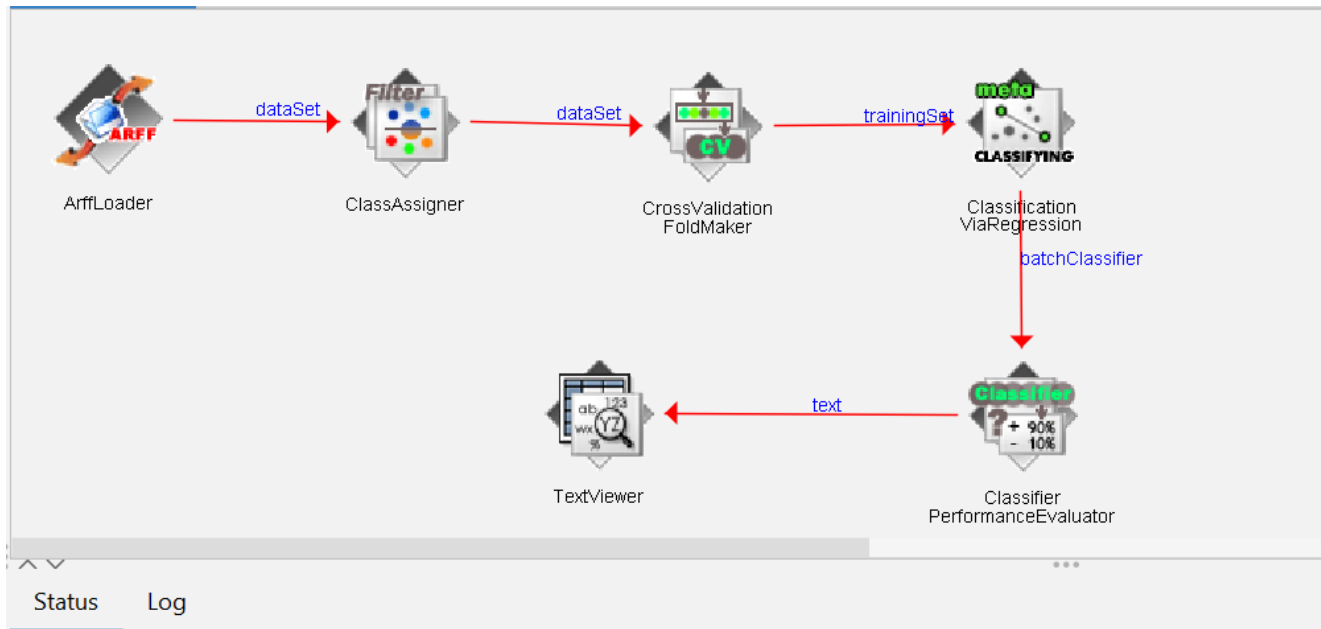 dataSet
dataSet
trainingSet
Filter
meta
ARFF
CV
CLASSIFYING
ArffLoader
ClassAssigner
CrossValidation
FoldMaker
Classification
ViaRegression
batchClassifier
text
ab 123
wx YZ
%
Classifier
? + 90%
- 10%
TextViewer
Classifier
PerformanceEvaluator
Status Log